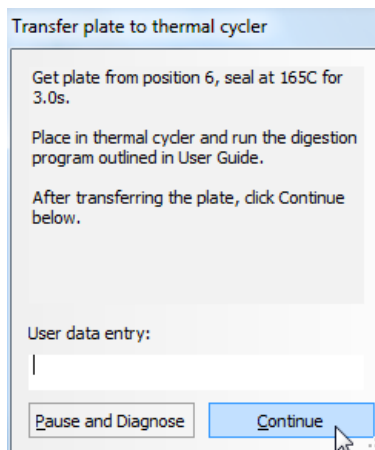 Transfer plate to thermal cycler
Get plate from position 6, seal at 165C for
3.0s.
Place in thermal cycler and run the digestion
program outlined in User Guide.
After transferring the plate, click Continue
below.
User data entry:
Pause and Diagnose
Continue